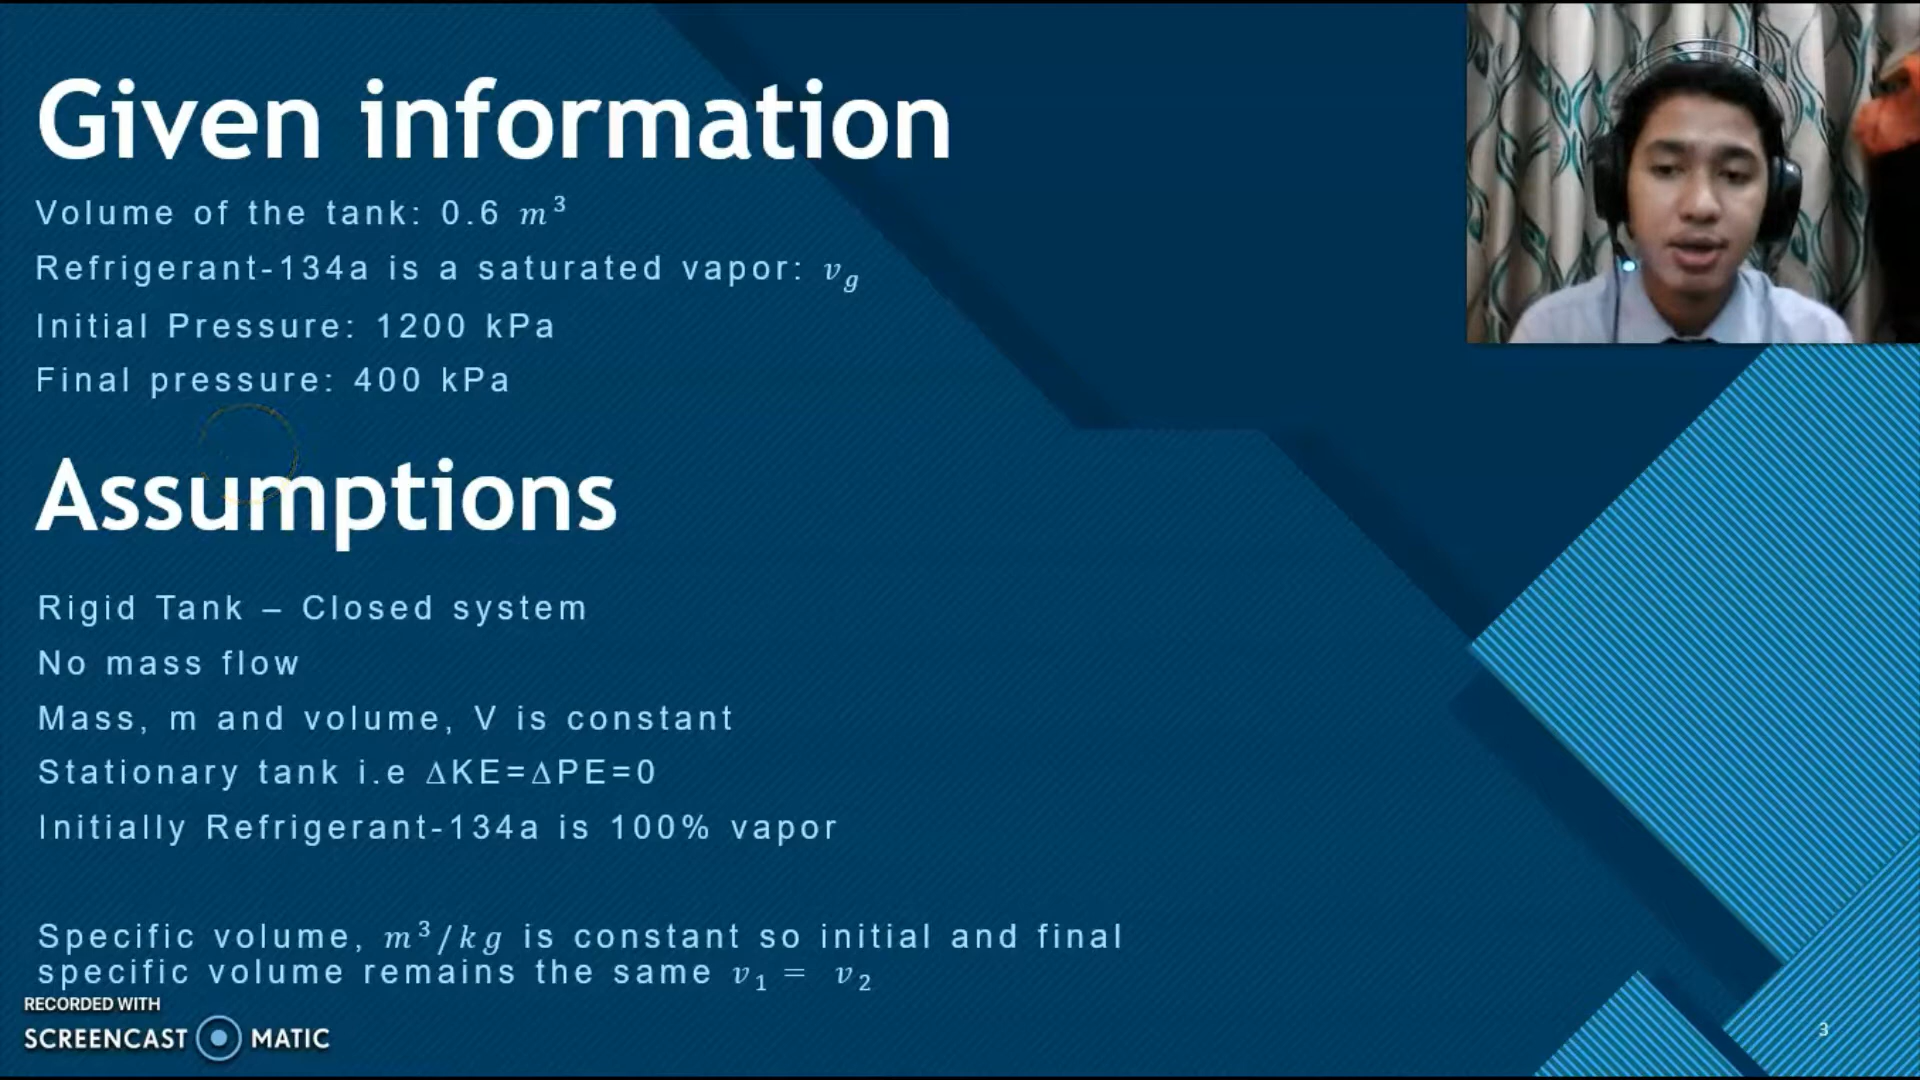 Given information
Volume of the tank: 0.6 m³
Refrigerant-134a is a saturated vapor: v_g
Initial Pressure: 1200 kPa
Final pressure: 400 kPa
Assumptions
Rigid Tank – Closed system
No mass flow
Mass, m and volume, V is constant
Stationary tank i.e ΔKE=ΔPE=0
Initially Refrigerant-134a is 100% vapor
Specific volume, m³/kg is constant so initial and final
specific volume remains the same v₁ = v₂
RECORDED WITH
SCREENCAST MATIC
3